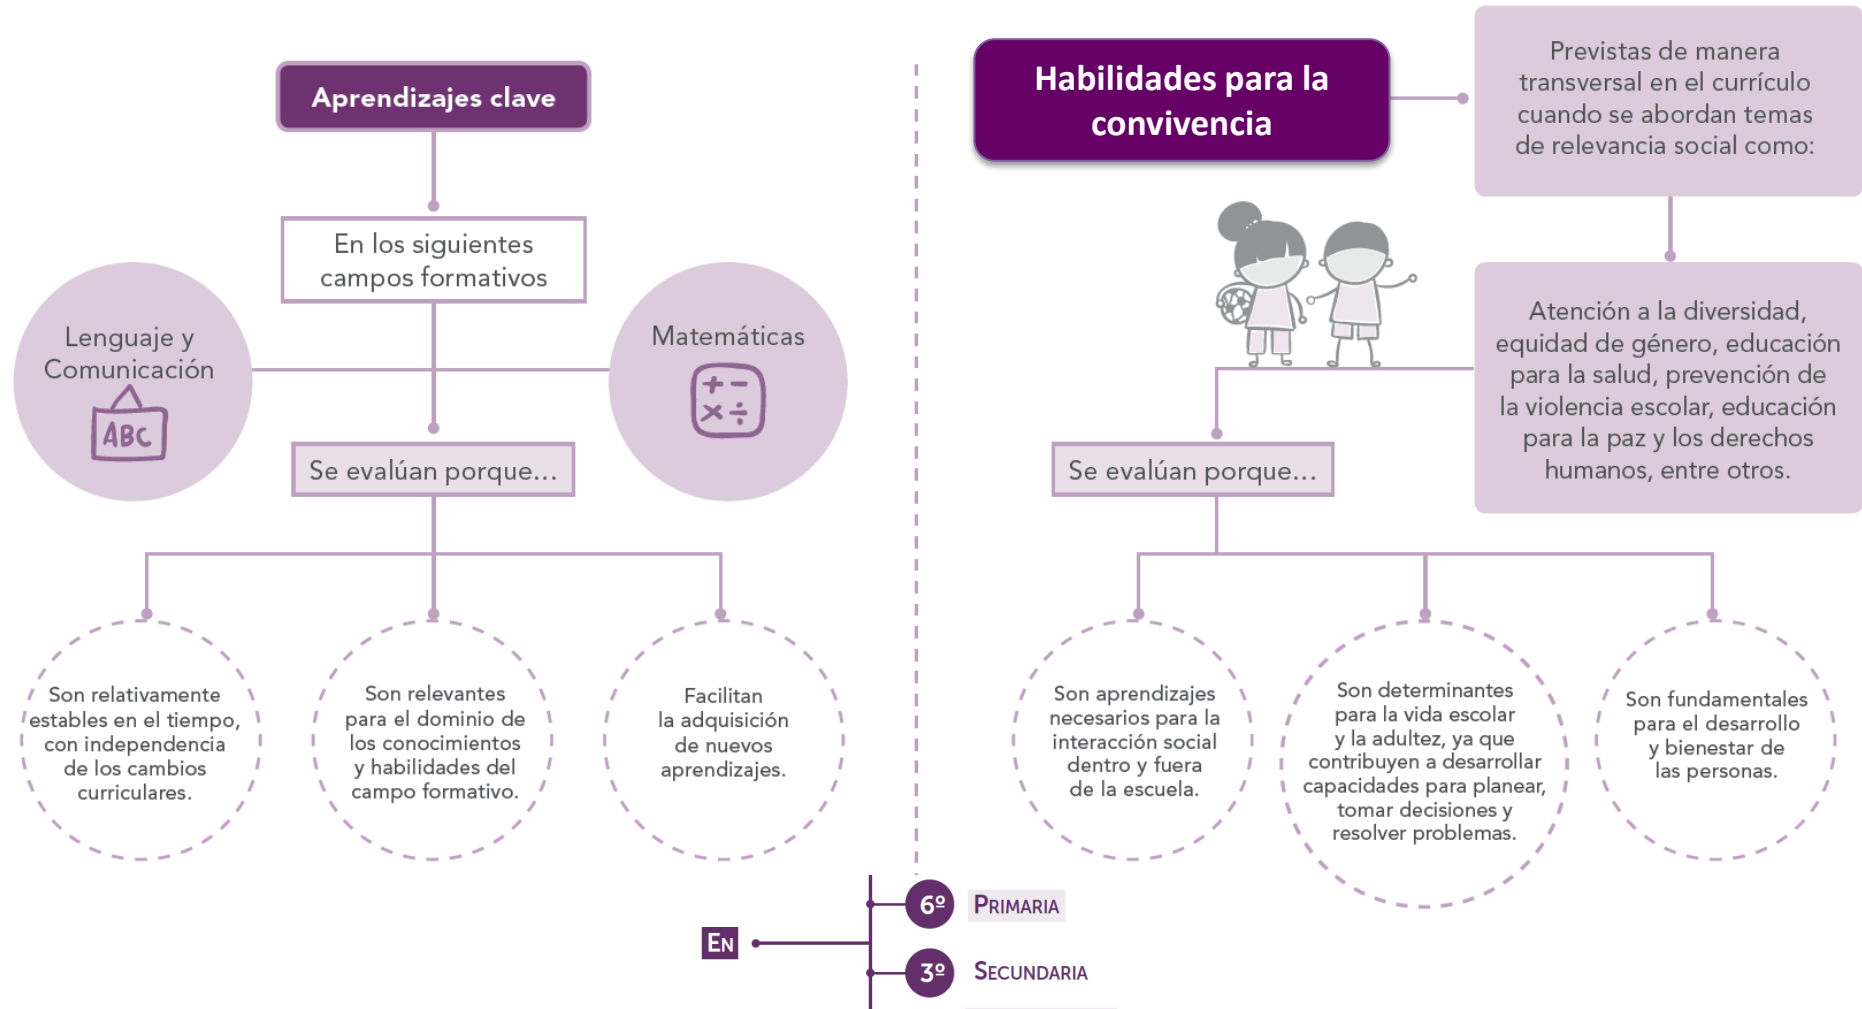 Aprendizajes clave
En los siguientes
campos formativos
Lenguaje y
Comunicación
ABC
Matemáticas
+ −
× ÷
Se evalúan porque...
Son relativamente
estables en el tiempo,
con independencia
de los cambios
curriculares.
Son relevantes
para el dominio de
los conocimientos
y habilidades del
campo formativo.
Facilitan
la adquisición
de nuevos
aprendizajes.
Habilidades para la
convivencia
Previstas de manera
transversal en el currículo
cuando se abordan temas
de relevancia social como:
Atención a la diversidad,
equidad de género, educación
para la salud, prevención de
la violencia escolar, educación
para la paz y los derechos
humanos, entre otros.
Se evalúan porque...
Son aprendizajes
necesarios para la
interacción social
dentro y fuera
de la escuela.
Son determinantes
para la vida escolar
y la adultez, ya que
contribuyen a desarrollar
capacidades para planear,
tomar decisiones y
resolver problemas.
Son fundamentales
para el desarrollo
y bienestar de
las personas.
En
6º Primaria
3º Secundaria